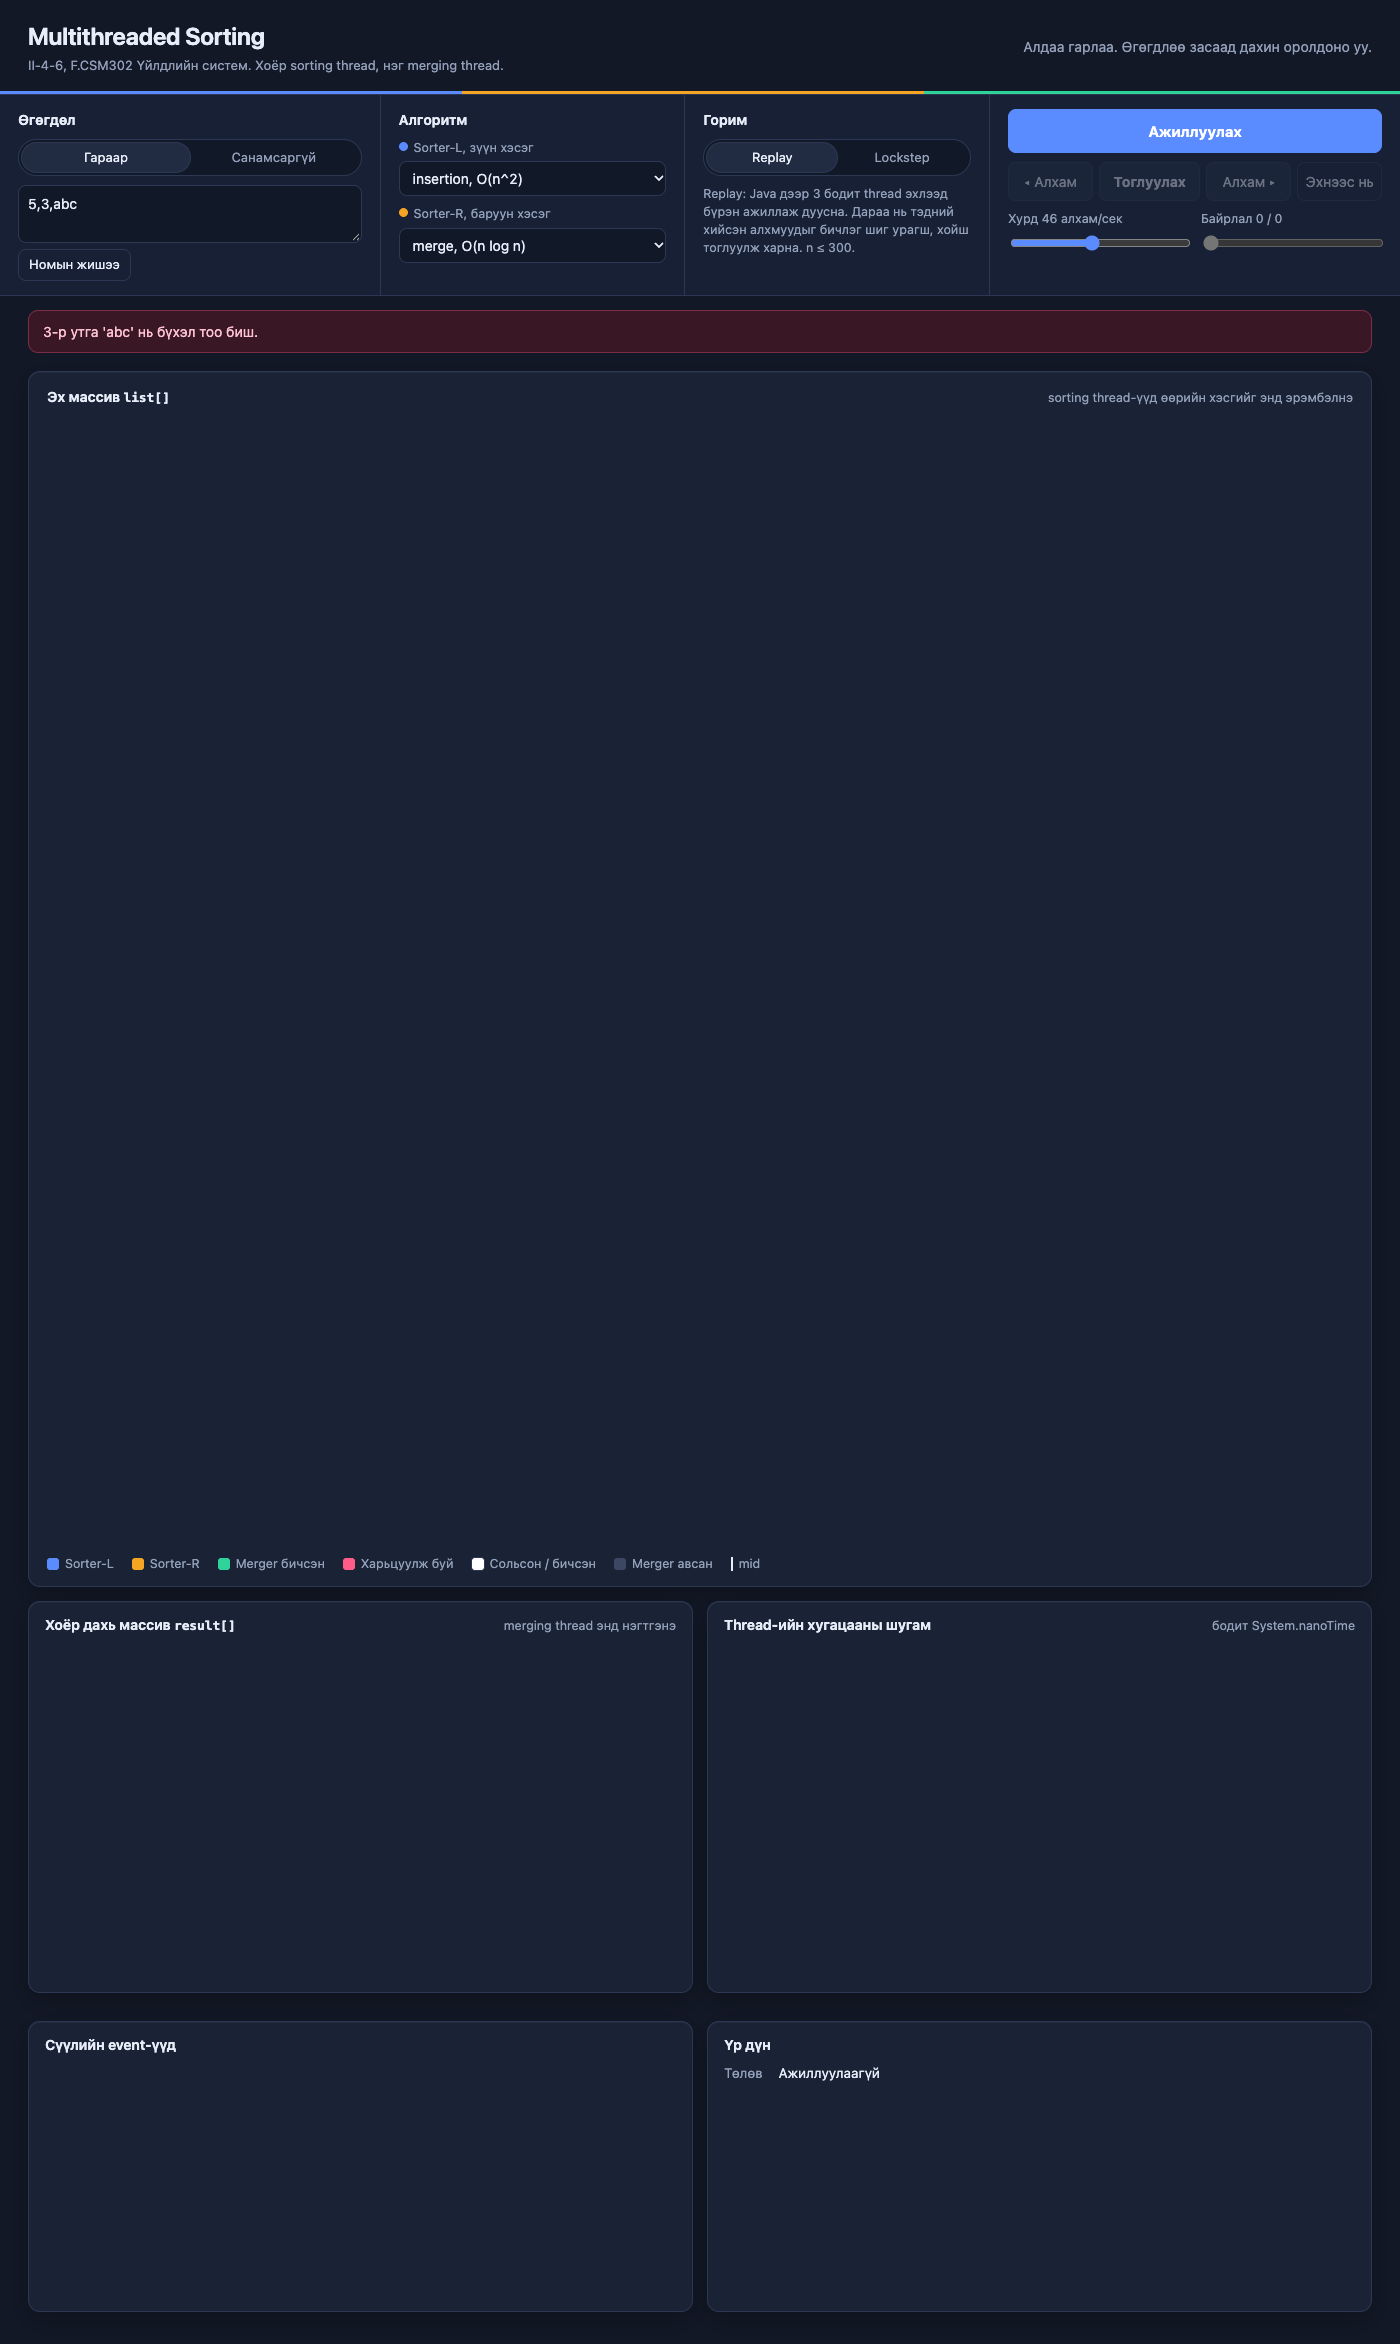 Multithreaded Sorting
II-4-6, F.CSM302 Үйлдлийн систем. Хоёр sorting thread, нэг merging thread.
Алдаа гарлаа. Өгөгдлөө засаад дахин оролдоно уу.
Өгөгдөл
Гараар
Санамсаргүй
5,3,abc
Номын жишээ
Алгоритм
Sorter-L, зүүн хэсэг
insertion, O(n^2)
Sorter-R, баруун хэсэг
merge, O(n log n)
Горим
Replay
Lockstep
Replay: Java дээр 3 бодит thread эхлээд
бүрэн ажиллаж дуусна. Дараа нь тэдний
хийсэн алхмуудыг бичлэг шиг урагш, хойш
тоглуулж харна. n ≤ 300.
Ажиллуулах
◂ Алхам
Тоглуулах
Алхам ▸
Эхнээс нь
Хурд 46 алхам/сек
Байрлал 0 / 0
3-р утга 'abc' нь бүхэл тоо биш.
Эх массив list[]
sorting thread-үүд өөрийн хэсгийг энд эрэмбэлнэ
Sorter-L
Sorter-R
Merger бичсэн
Харьцуулж буй
Сольсон / бичсэн
Merger авсан
mid
Хоёр дахь массив result[]
merging thread энд нэгтгэнэ
Thread-ийн хугацааны шугам
бодит System.nanoTime
Сүүлийн event-үүд
Үр дүн
Төлөв Ажиллуулаагүй